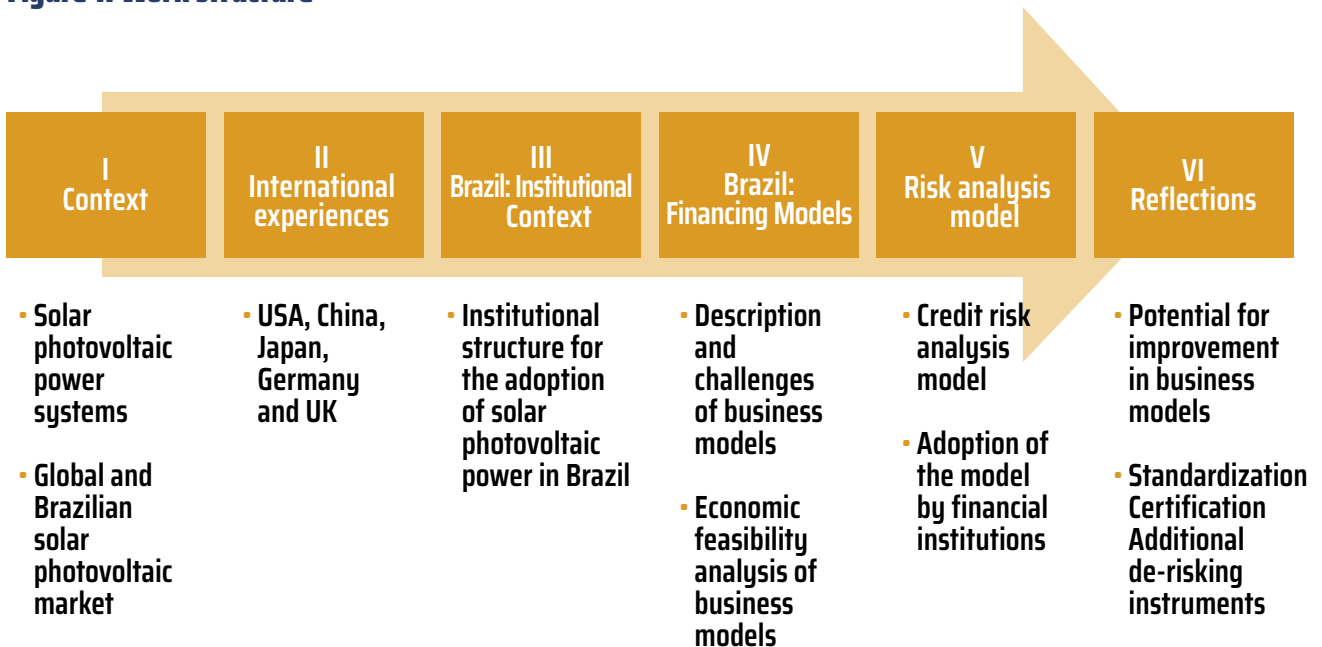 Figure 1: Work structure
I
Context
II
International
experiences
III
Brazil: Institutional
Context
IV
Brazil:
Financing Models
V
Risk analysis
model
VI
Reflections
• Solar
photovoltaic
power
systems
• Global and
Brazilian
solar
photovoltaic
market
• USA, China,
Japan,
Germany
and UK
• Institutional
structure for
the adoption
of solar
photovoltaic
power in Brazil
• Description
and
challenges
of business
models
• Economic
feasibility
analysis of
business
models
• Credit risk
analysis
model
• Adoption of
the model
by financial
institutions
• Potential for
improvement
in business
models
• Standardization
Certification
Additional
de-risking
instruments